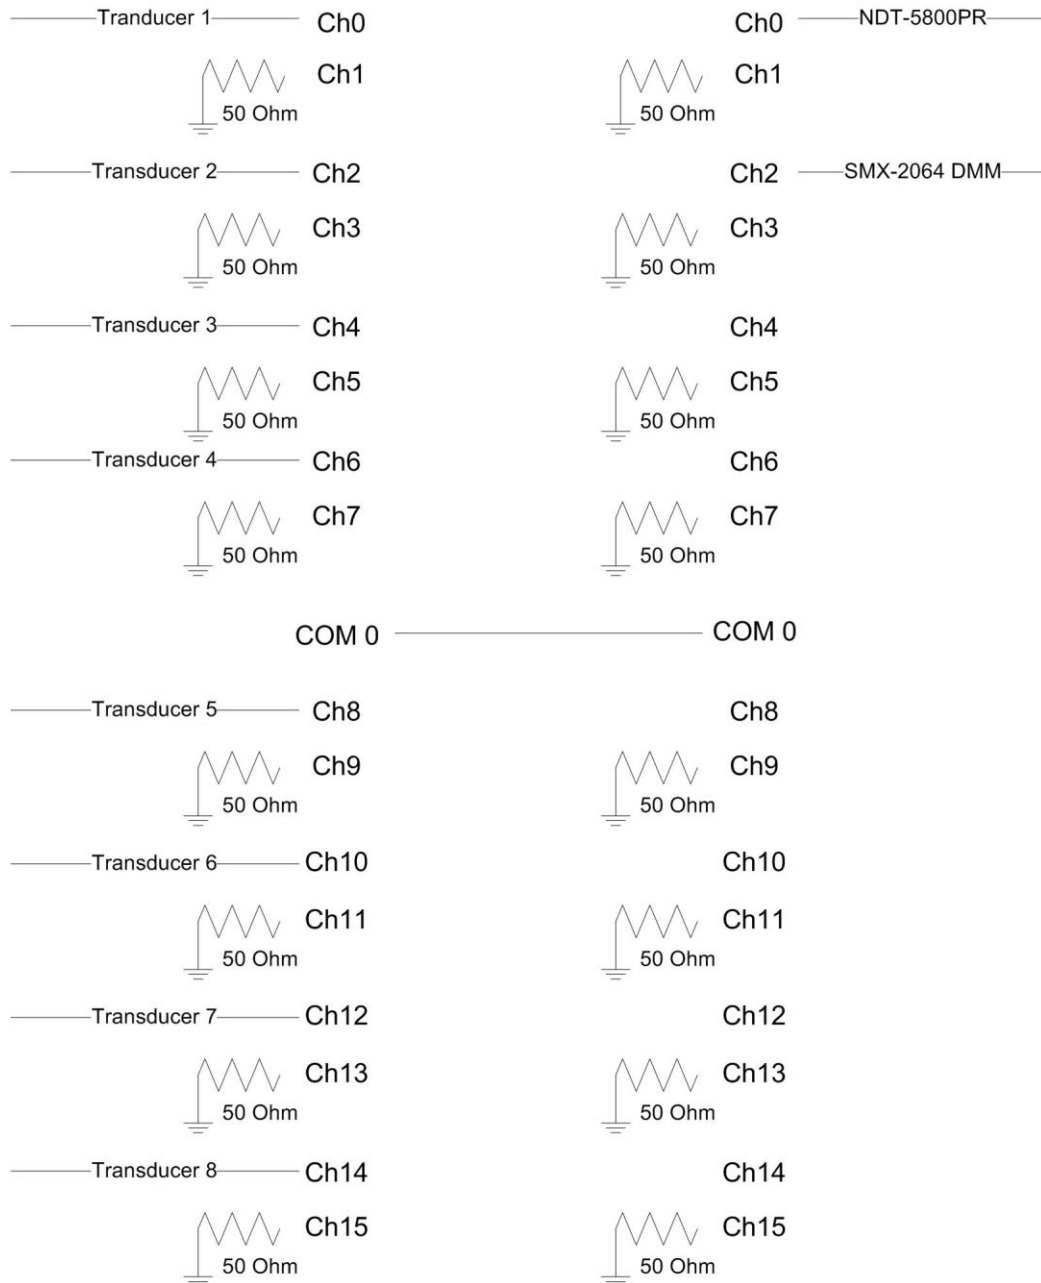 Tranducer 1 Ch0 Ch0 NDT-5800PR
Ch1 Ch1
50 Ohm 50 Ohm
Transducer 2 Ch2 Ch2 SMX-2064 DMM
Ch3 Ch3
50 Ohm 50 Ohm
Transducer 3 Ch4 Ch4
Ch5 Ch5
50 Ohm 50 Ohm
Transducer 4 Ch6 Ch6
Ch7 Ch7
50 Ohm 50 Ohm
COM 0 COM 0
Transducer 5 Ch8 Ch8
Ch9 Ch9
50 Ohm 50 Ohm
Transducer 6 Ch10 Ch10
Ch11 Ch11
50 Ohm 50 Ohm
Transducer 7 Ch12 Ch12
Ch13 Ch13
50 Ohm 50 Ohm
Transducer 8 Ch14 Ch14
Ch15 Ch15
50 Ohm 50 Ohm